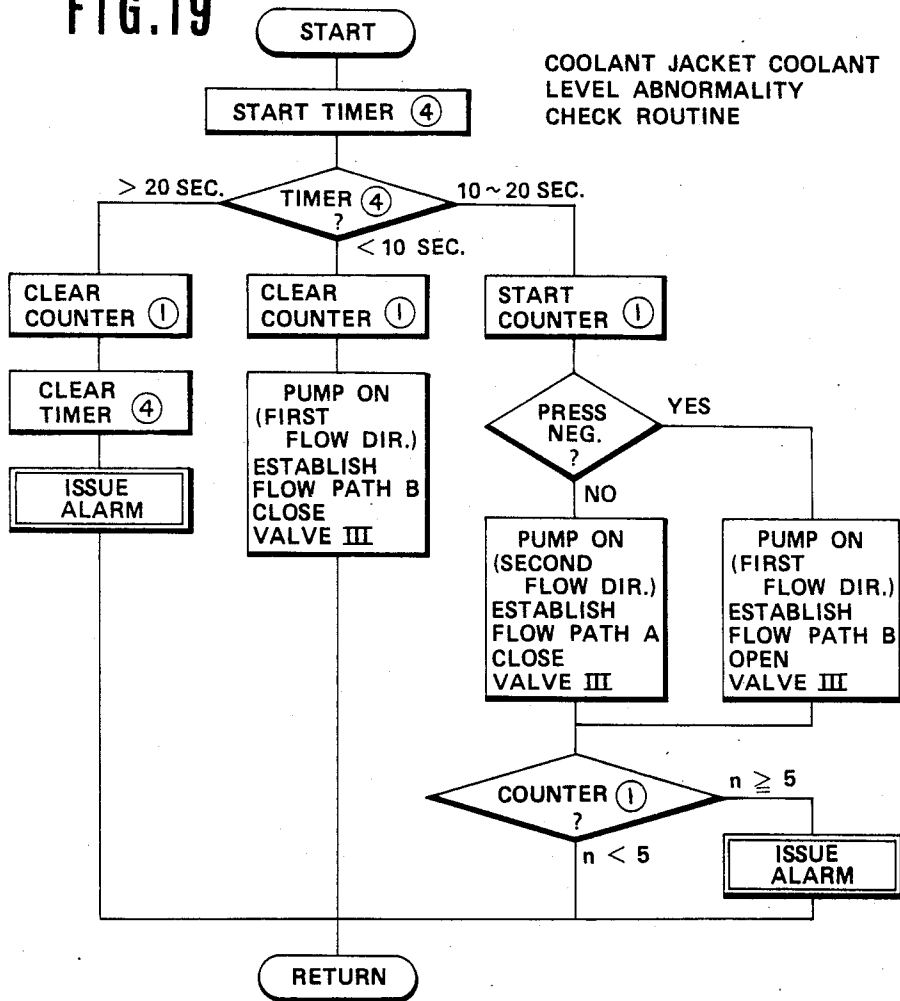 FIG.19
START
COOLANT JACKET COOLANT
LEVEL ABNORMALITY
CHECK ROUTINE
START TIMER ④
> 20 SEC.
TIMER ④
?
10~20 SEC.
< 10 SEC.
CLEAR
COUNTER ①
CLEAR
TIMER ④
ISSUE
ALARM
CLEAR
COUNTER ①
PUMP ON
(FIRST
FLOW DIR.)
ESTABLISH
FLOW PATH B
CLOSE
VALVE III
START
COUNTER ①
PRESS
NEG.
?
YES
NO
PUMP ON
(SECOND
FLOW DIR.)
ESTABLISH
FLOW PATH A
CLOSE
VALVE III
PUMP ON
(FIRST
FLOW DIR.)
ESTABLISH
FLOW PATH B
OPEN
VALVE III
COUNTER ①
?
n ≧ 5
n < 5
ISSUE
ALARM
RETURN